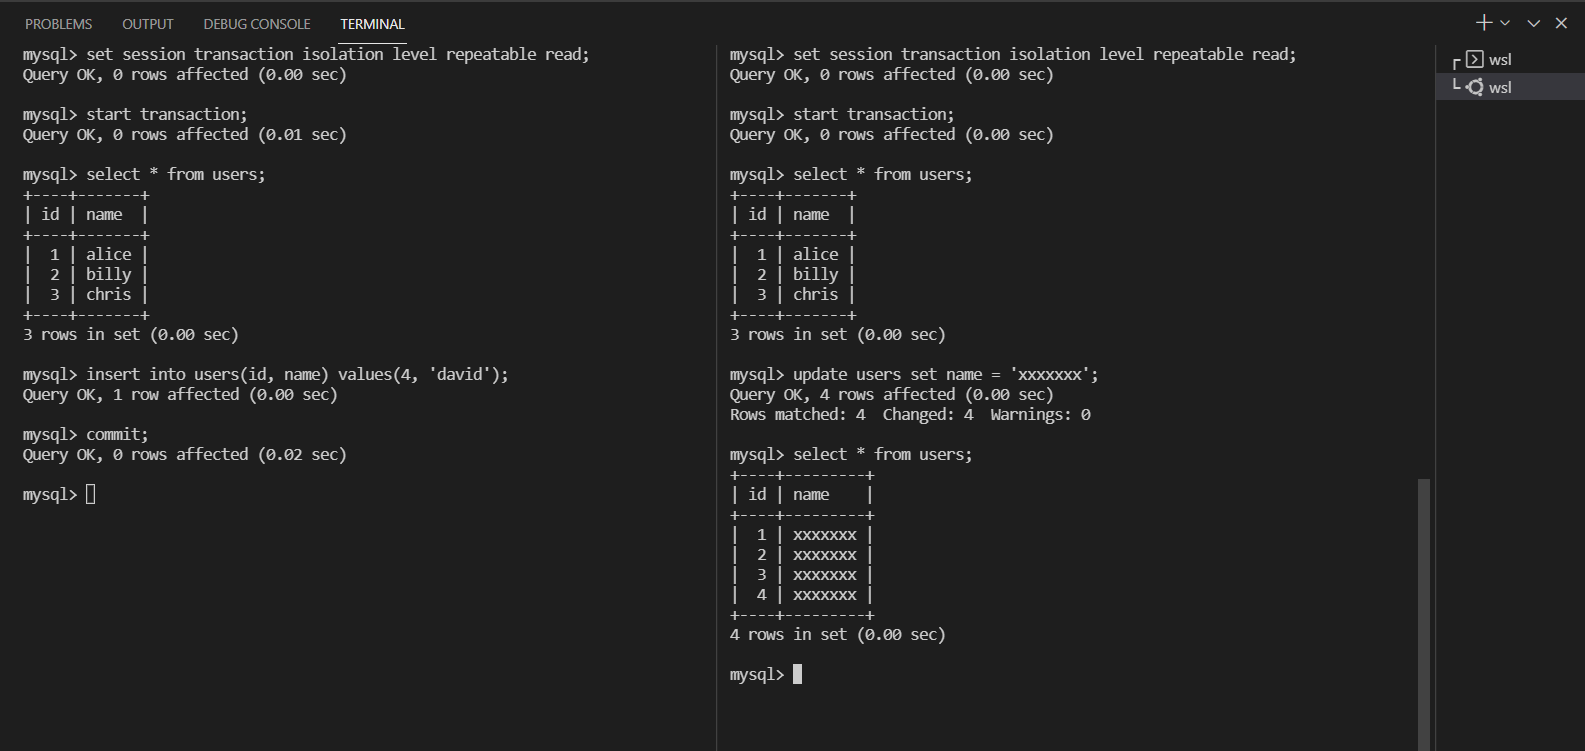 PROBLEMS OUTPUT DEBUG CONSOLE TERMINAL
mysql> set session transaction isolation level repeatable read;
Query OK, 0 rows affected (0.00 sec)
mysql> start transaction;
Query OK, 0 rows affected (0.01 sec)
mysql> select * from users;
+----+-------+
| id | name  |
+----+-------+
|  1 | alice |
|  2 | billy |
|  3 | chris |
+----+-------+
3 rows in set (0.00 sec)
mysql> insert into users(id, name) values(4, 'david');
Query OK, 1 row affected (0.00 sec)
mysql> commit;
Query OK, 0 rows affected (0.02 sec)
mysql>
mysql> set session transaction isolation level repeatable read;
Query OK, 0 rows affected (0.00 sec)
mysql> start transaction;
Query OK, 0 rows affected (0.00 sec)
mysql> select * from users;
+----+-------+
| id | name  |
+----+-------+
|  1 | alice |
|  2 | billy |
|  3 | chris |
+----+-------+
3 rows in set (0.00 sec)
mysql> update users set name = 'xxxxxxx';
Query OK, 4 rows affected (0.00 sec)
Rows matched: 4  Changed: 4  Warnings: 0
mysql> select * from users;
+----+---------+
| id | name    |
+----+---------+
|  1 | xxxxxxx |
|  2 | xxxxxxx |
|  3 | xxxxxxx |
|  4 | xxxxxxx |
+----+---------+
4 rows in set (0.00 sec)
mysql>
wsl
wsl